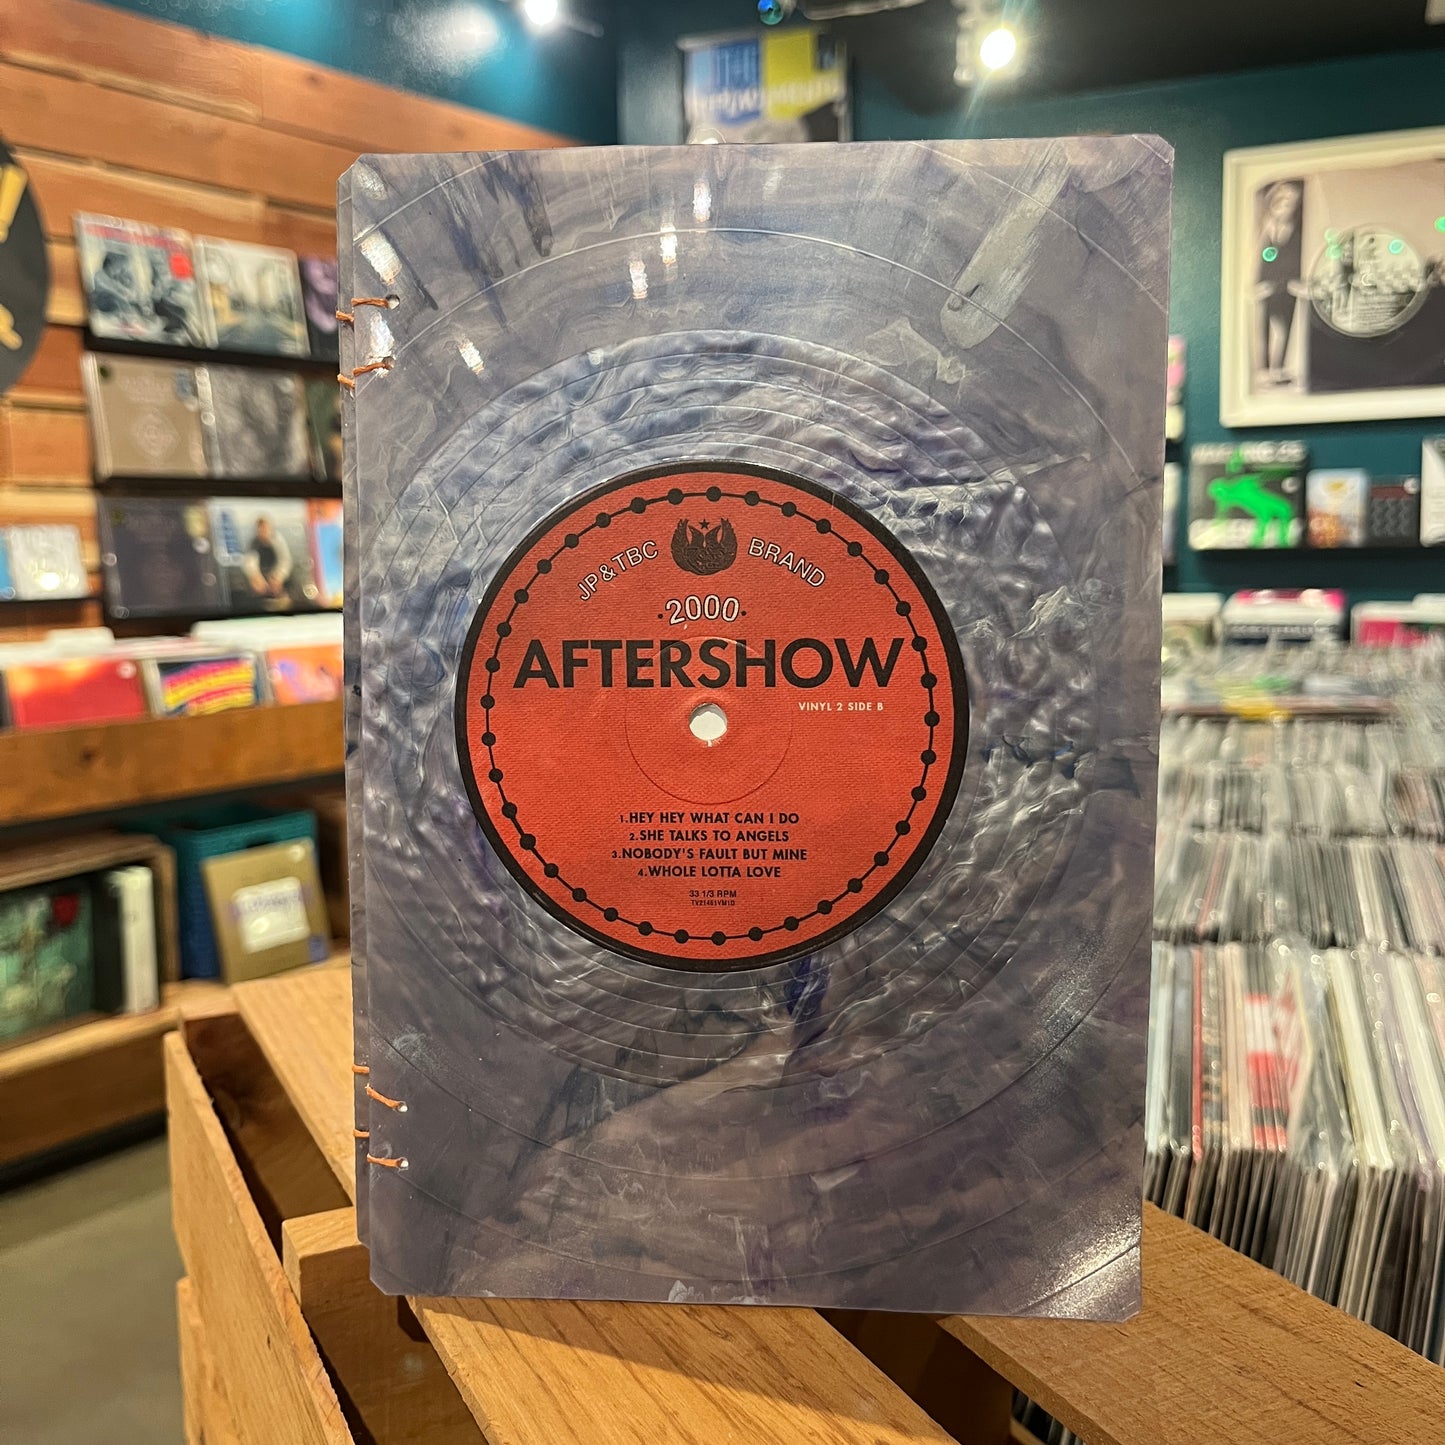 JP & TBC BRAND
·2000·
AFTERSHOW
VINYL 2 SIDE B
1.HEY HEY WHAT CAN I DO
2.SHE TALKS TO ANGELS
3.NOBODY'S FAULT BUT MINE
4.WHOLE LOTTA LOVE
33 1/3 RPM